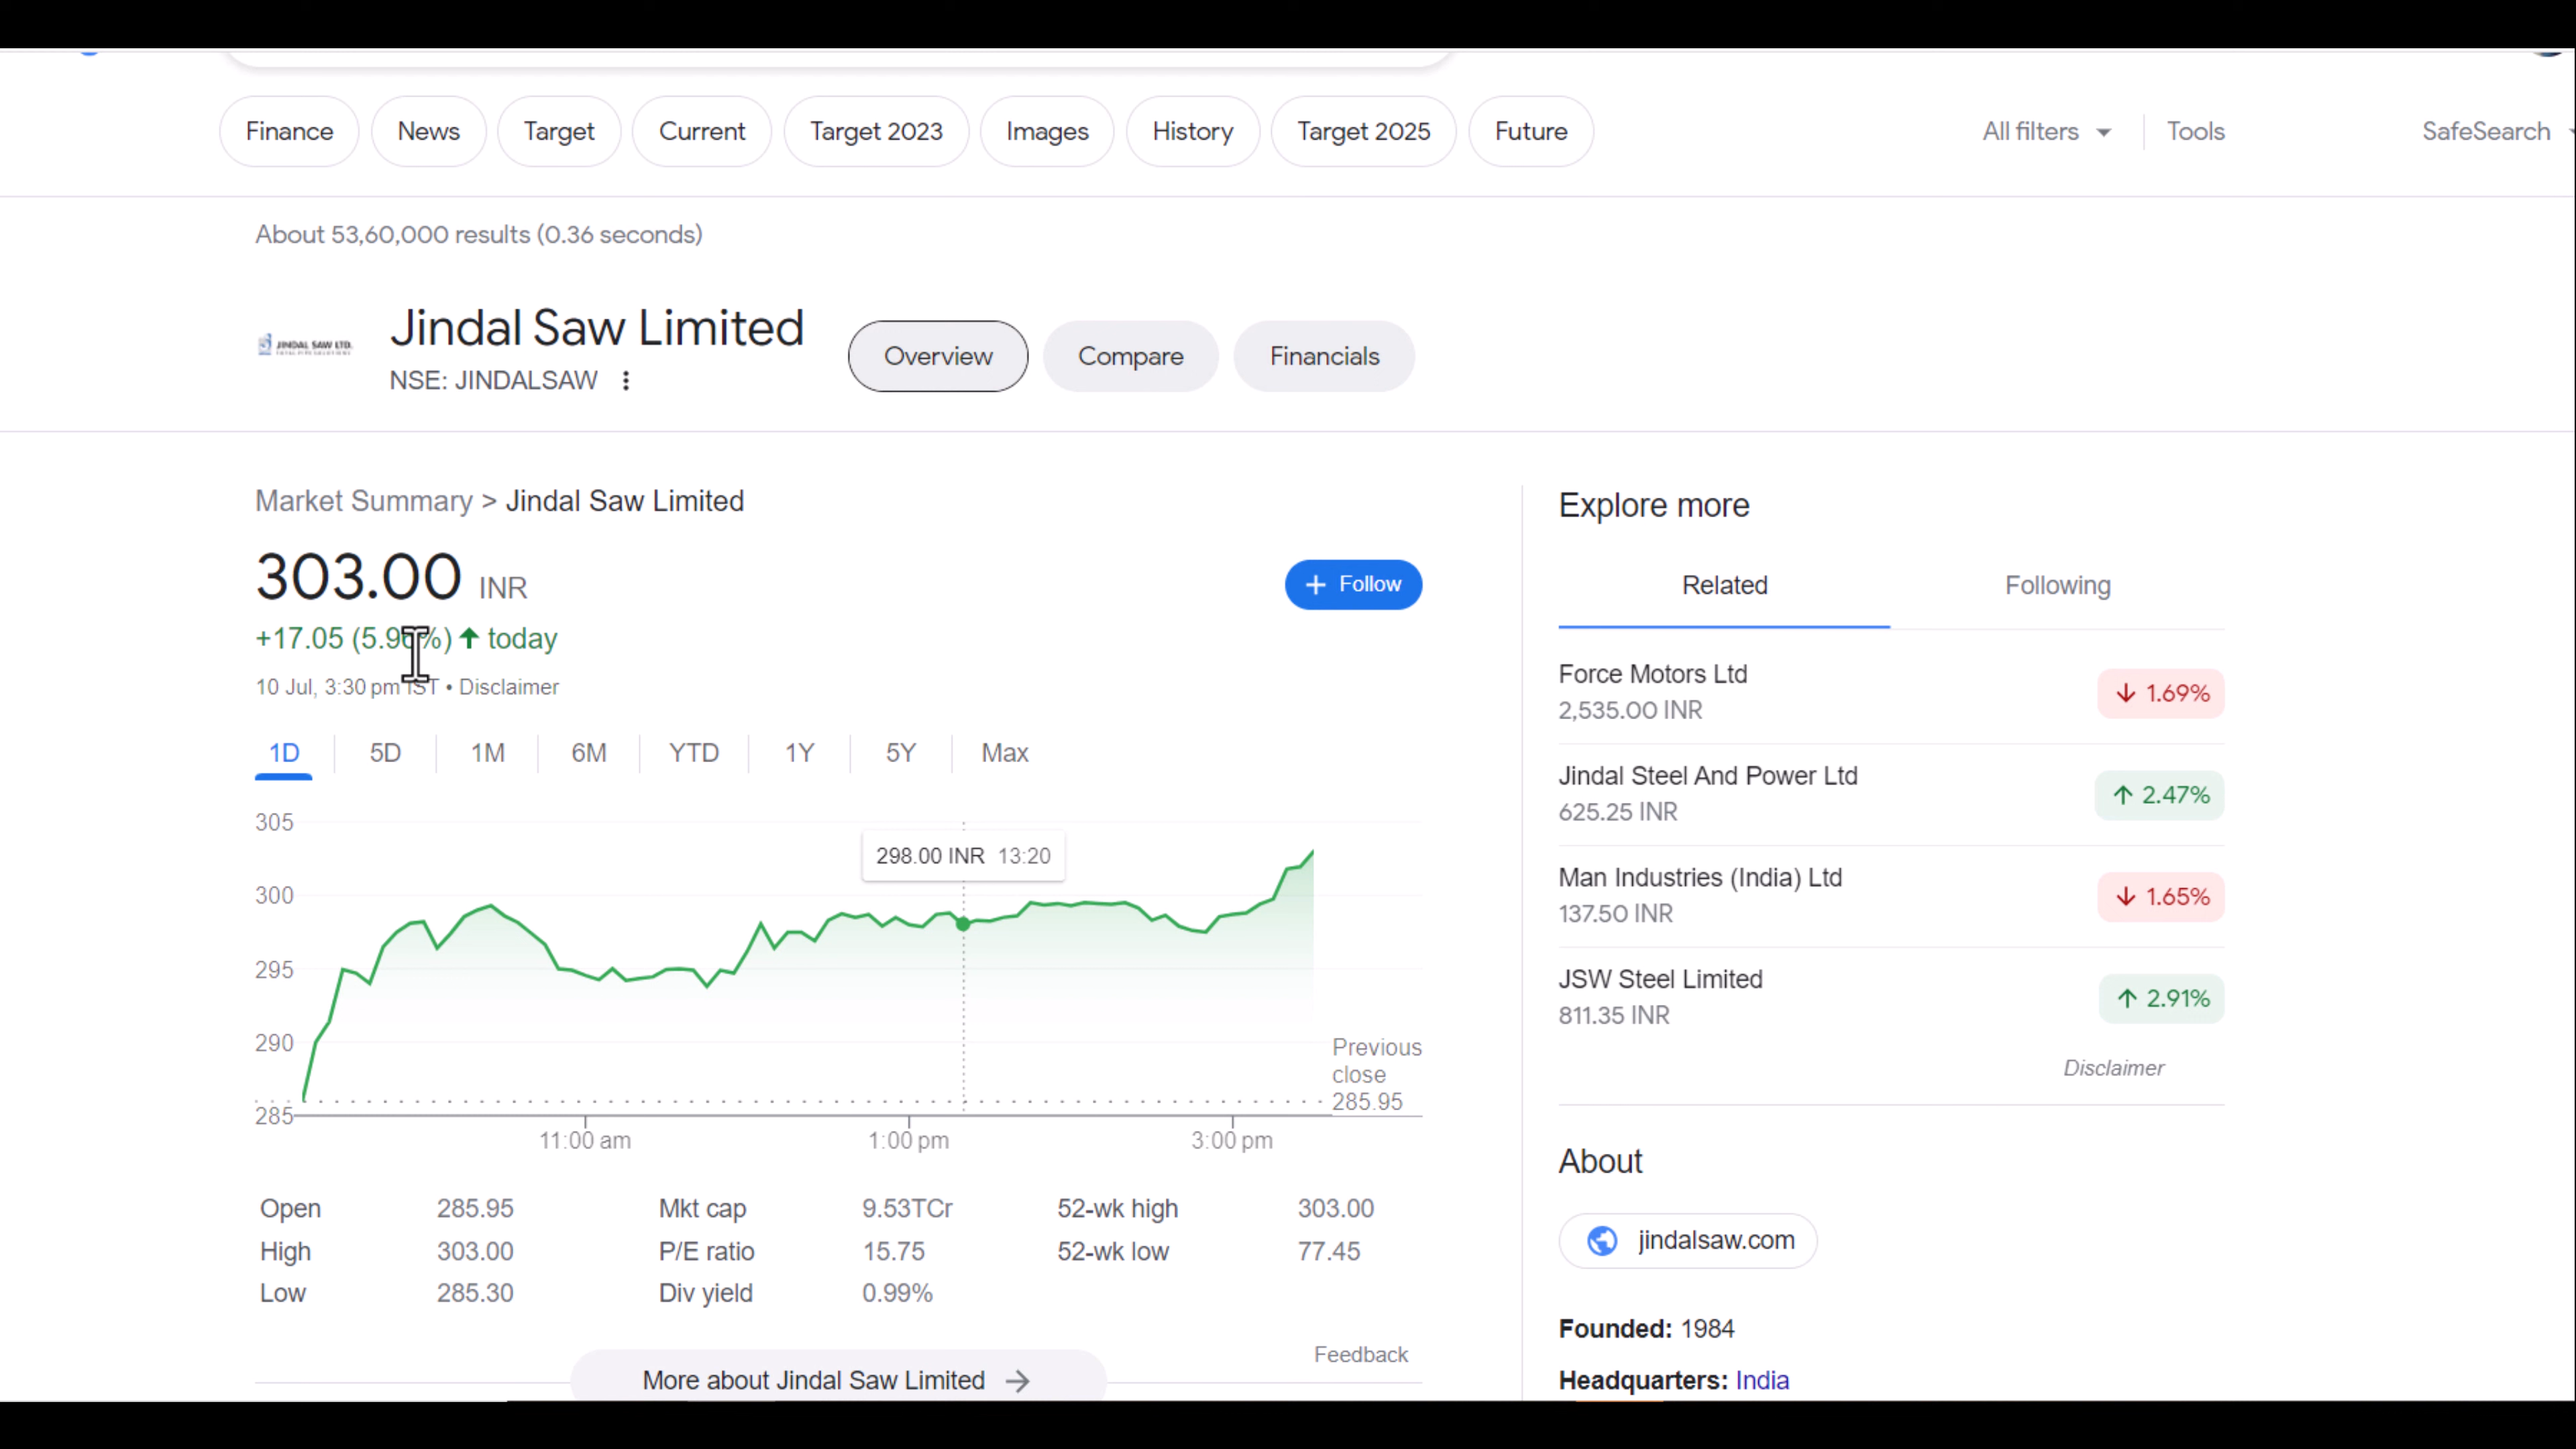 Finance
News
Target
Current
Target 2023
Images
History
Target 2025
Future
All filters
Tools
SafeSearch
About 53,60,000 results (0.36 seconds)
JINDAL SAW LTD.
Jindal Saw Limited
NSE: JINDALSAW
Overview
Compare
Financials
Market Summary > Jindal Saw Limited
303.00 INR
+ Follow
+17.05 (5.96%) ↑ today
10 Jul, 3:30 pm IST • Disclaimer
1D
5D
1M
6M
YTD
1Y
5Y
Max
305
300
295
290
285
298.00 INR 13:20
Previous
close
285.95
11:00 am
1:00 pm
3:00 pm
Open 285.95
Mkt cap 9.53TCr
52-wk high 303.00
High 303.00
P/E ratio 15.75
52-wk low 77.45
Low 285.30
Div yield 0.99%
Feedback
More about Jindal Saw Limited →
Explore more
Related
Following
Force Motors Ltd
2,535.00 INR
↓ 1.69%
Jindal Steel And Power Ltd
625.25 INR
↑ 2.47%
Man Industries (India) Ltd
137.50 INR
↓ 1.65%
JSW Steel Limited
811.35 INR
↑ 2.91%
Disclaimer
About
jindalsaw.com
Founded: 1984
Headquarters: India